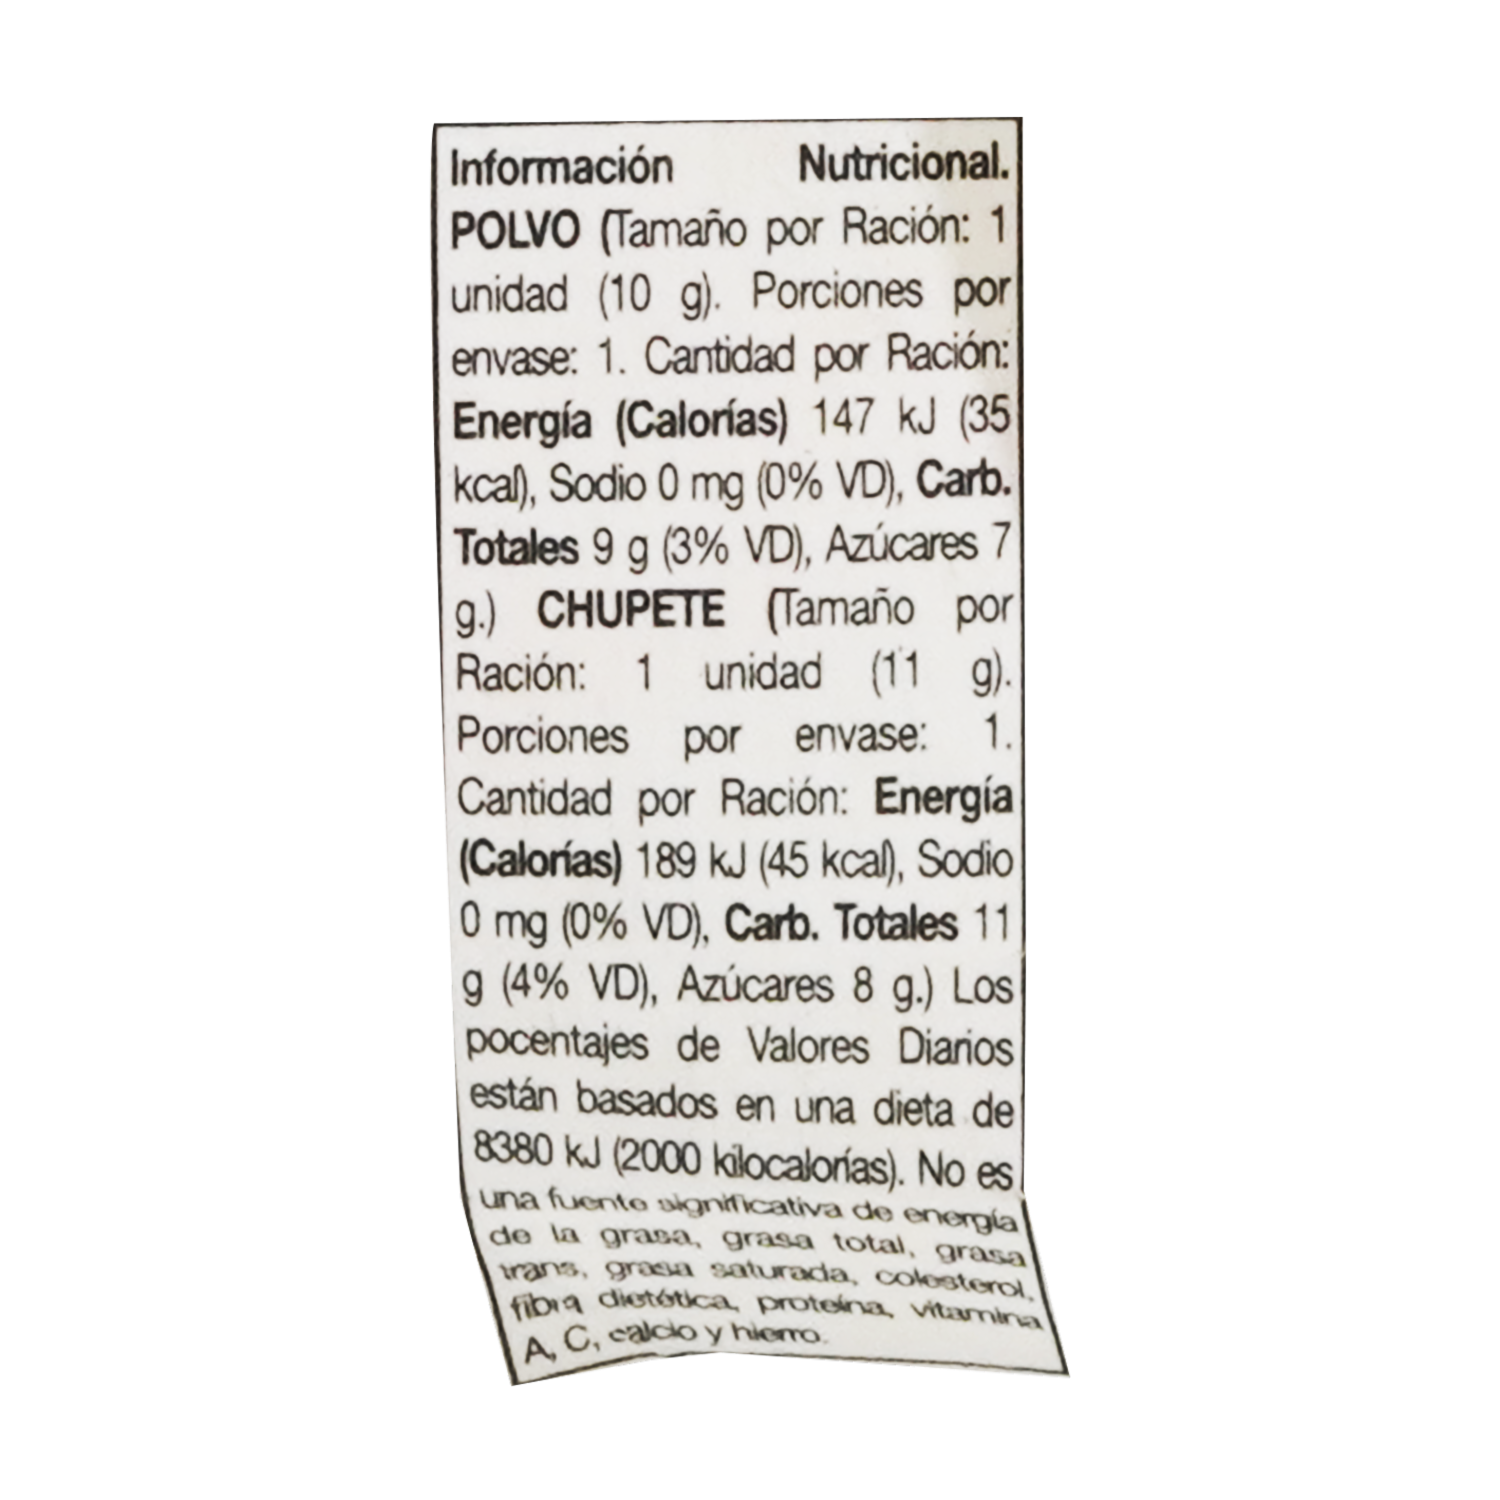 Información Nutricional.
POLVO (Tamaño por Ración: 1
unidad (10 g). Porciones por
envase: 1. Cantidad por Ración:
Energía (Calorías) 147 kJ (35
kcal), Sodio 0 mg (0% VD), Carb.
Totales 9 g (3% VD), Azúcares 7
g.) CHUPETE (Tamaño por
Ración: 1 unidad (11 g).
Porciones por envase: 1.
Cantidad por Ración: Energía
(Calorías) 189 kJ (45 kcal), Sodio
0 mg (0% VD), Carb. Totales 11
g (4% VD), Azúcares 8 g.) Los
pocentajes de Valores Diarios
están basados en una dieta de
8380 kJ (2000 kilocalorías). No es
una fuente significativa de energía
de la grasa, grasa total, grasa
trans, grasa saturada, colesterol,
fibra dietética, proteína, vitamina
A, C, calcio y hierro.